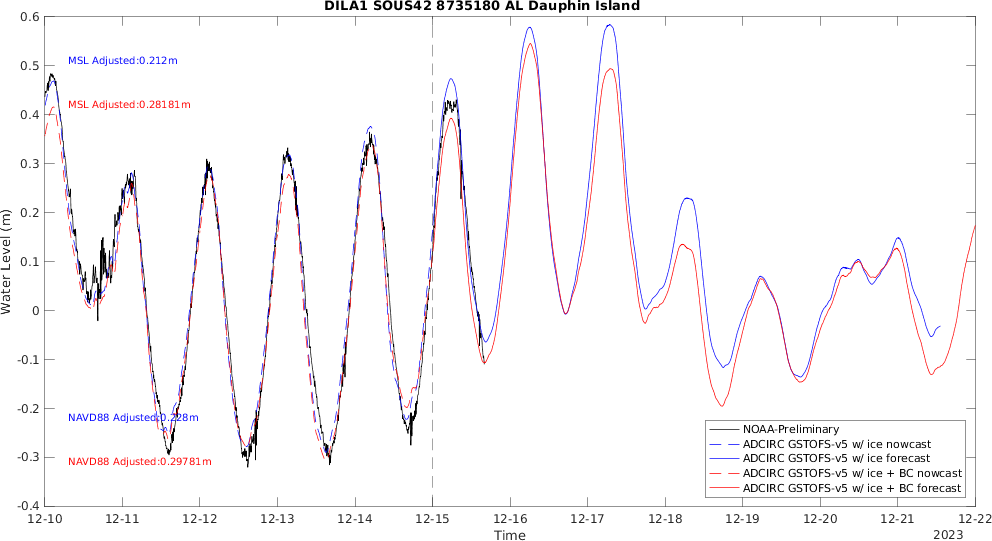 DILA1 SOUS42 8735180 AL Dauphin Island
0.6
0.5
0.4
0.3
0.2
0.1
0
-0.1
-0.2
-0.3
-0.4
Water Level (m)
MSL Adjusted:0.212m
MSL Adjusted:0.28181m
NAVD88 Adjusted:0.228m
NAVD88 Adjusted:0.29781m
NOAA-Preliminary
ADCIRC GSTOFS-v5 w/ ice nowcast
ADCIRC GSTOFS-v5 w/ ice forecast
ADCIRC GSTOFS-v5 w/ ice + BC nowcast
ADCIRC GSTOFS-v5 w/ ice + BC forecast
12-10 12-11 12-12 12-13 12-14 12-15 12-16 12-17 12-18 12-19 12-20 12-21 12-22
Time
2023